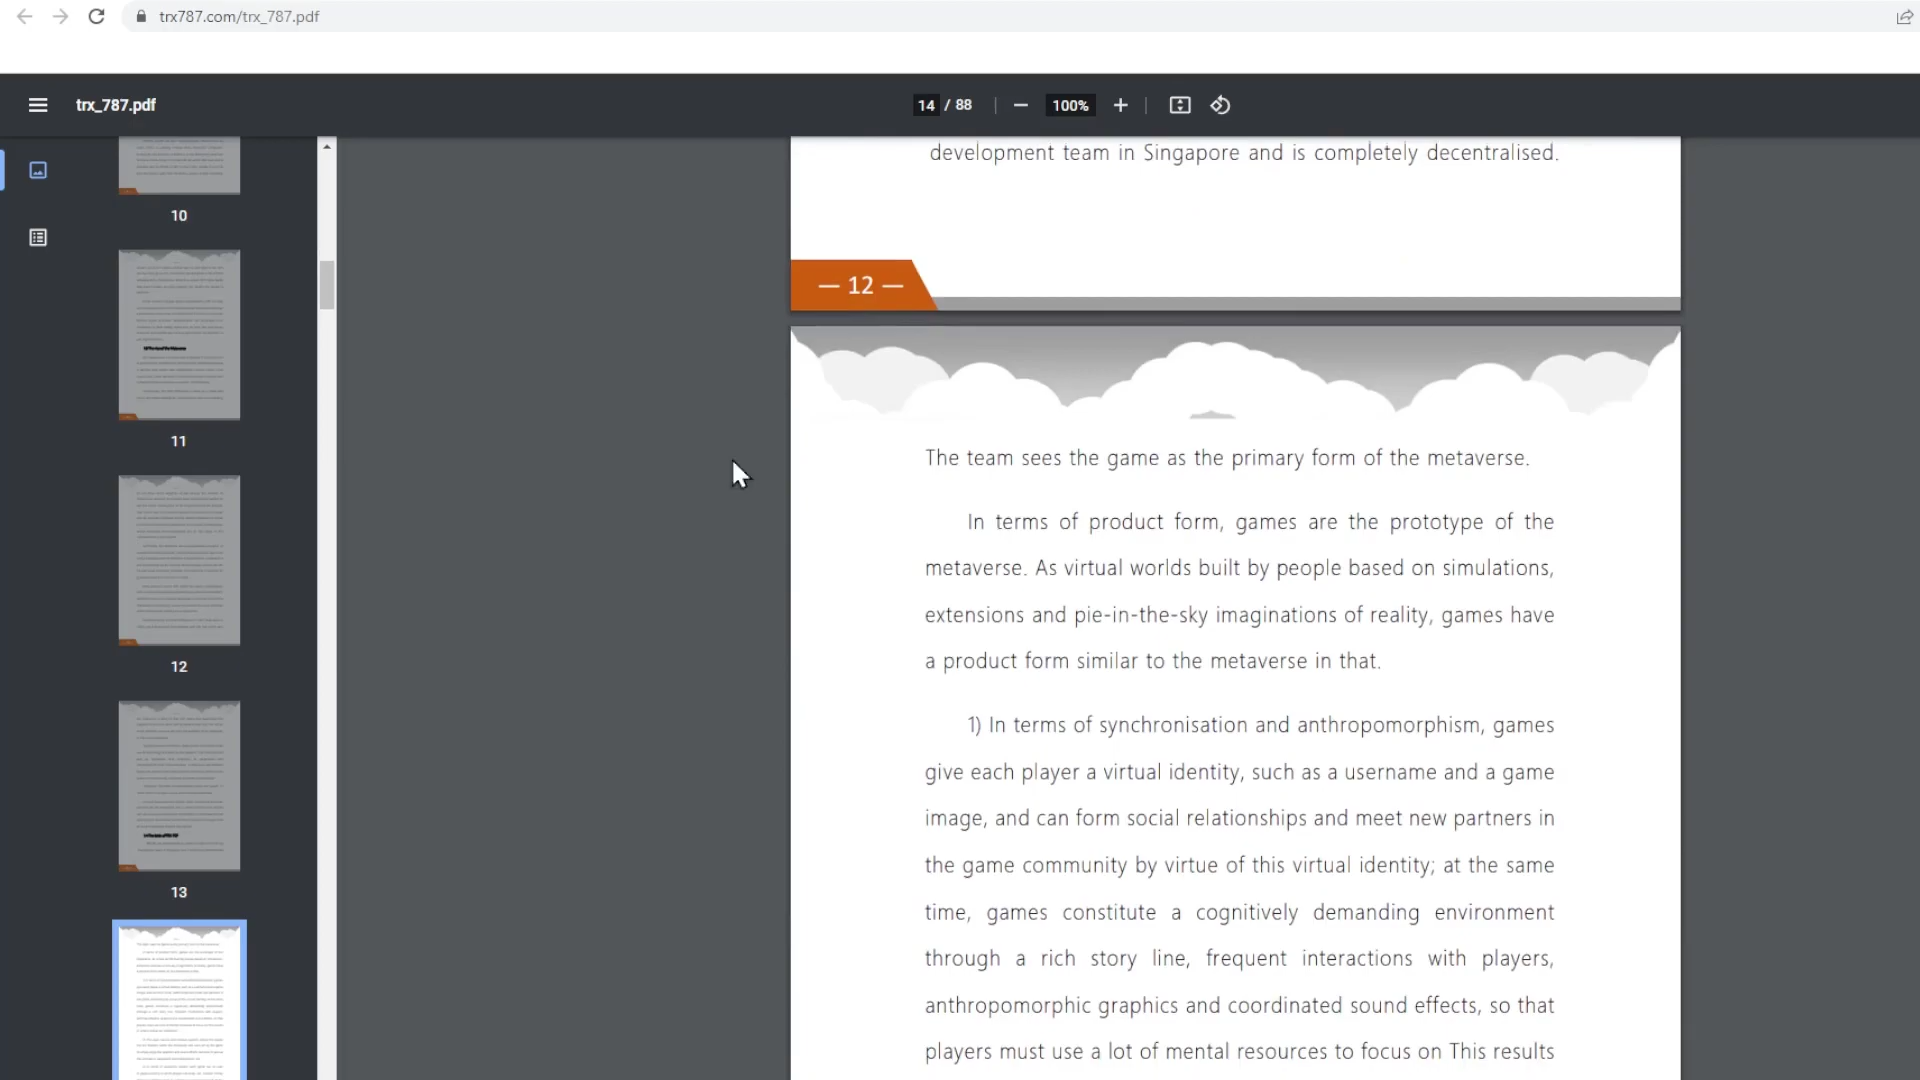 trx787.com/trx_787.pdf
trx_787.pdf
14 / 88
100%
10
11
12
13
development team in Singapore and is completely decentralised.
— 12 —
The team sees the game as the primary form of the metaverse.
In terms of product form, games are the prototype of the
metaverse. As virtual worlds built by people based on simulations,
extensions and pie-in-the-sky imaginations of reality, games have
a product form similar to the metaverse in that.
1) In terms of synchronisation and anthropomorphism, games
give each player a virtual identity, such as a username and a game
image, and can form social relationships and meet new partners in
the game community by virtue of this virtual identity; at the same
time, games constitute a cognitively demanding environment
through a rich story line, frequent interactions with players,
anthropomorphic graphics and coordinated sound effects, so that
players must use a lot of mental resources to focus on This results